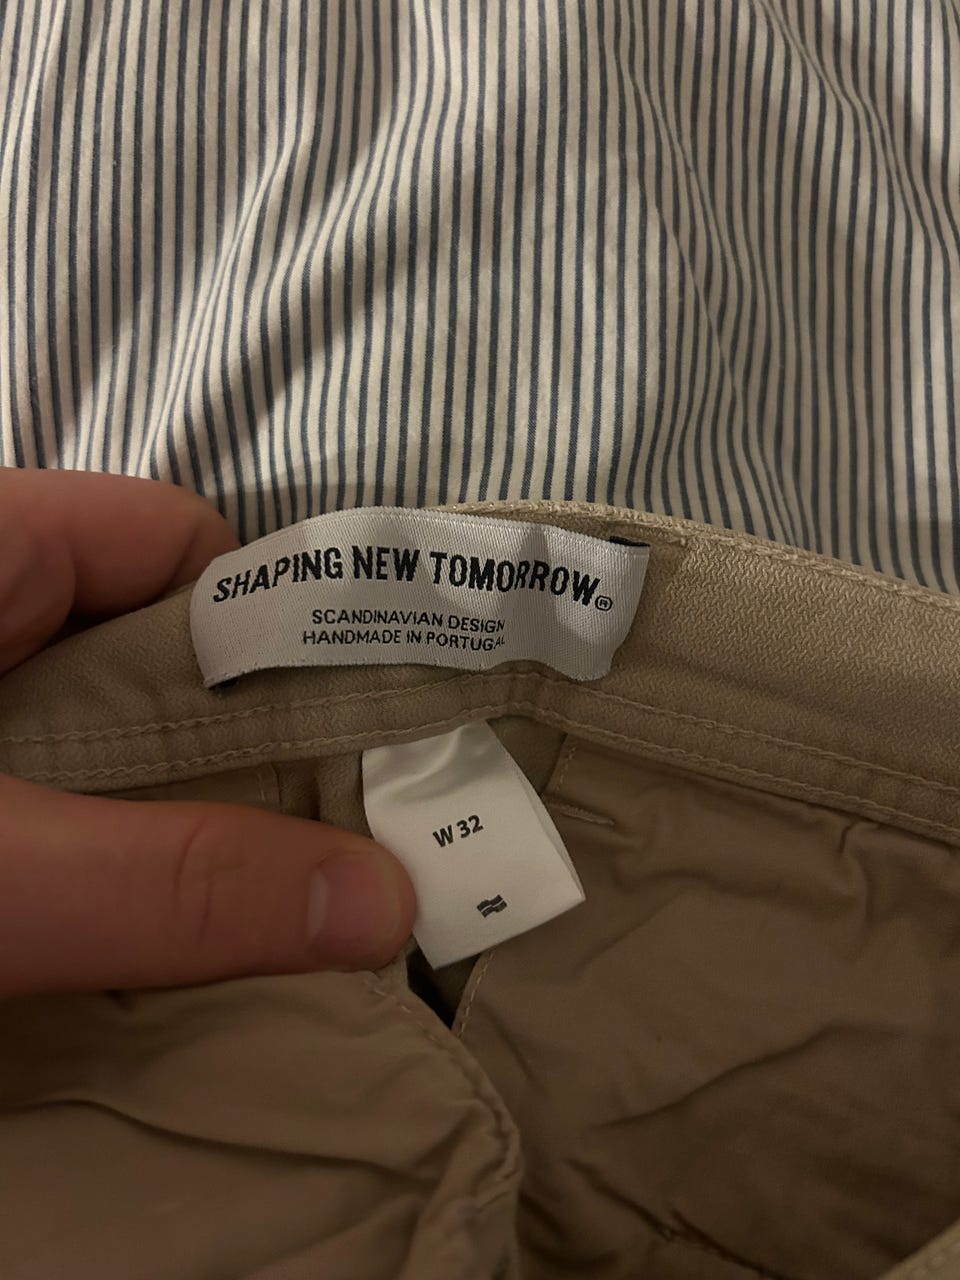 SHAPING NEW TOMORROW®
SCANDINAVIAN DESIGN
HANDMADE IN PORTUGAL
W 32